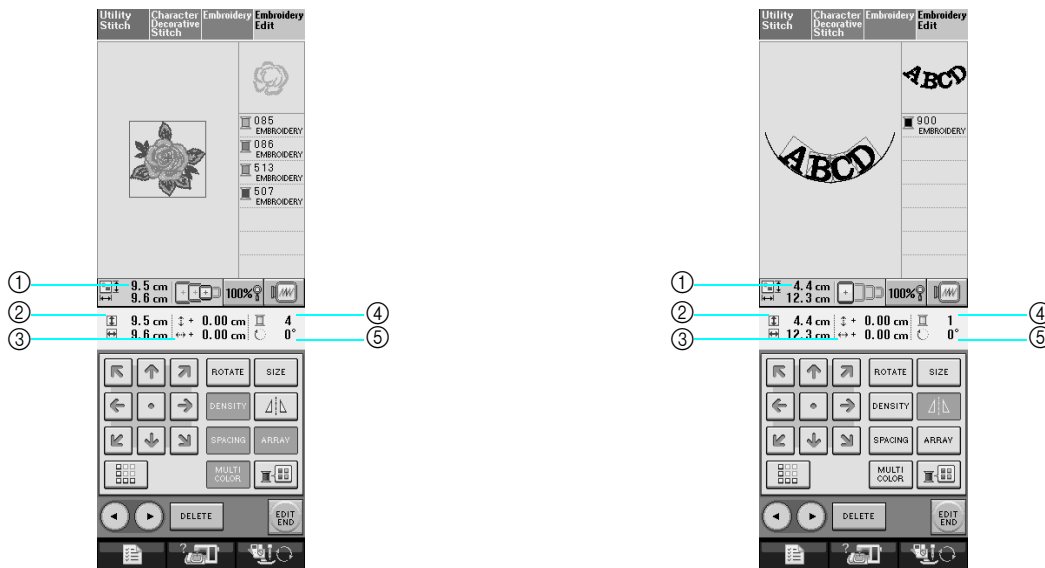 Utility Stitch
Character Decorative Stitch
Embroidery
Embroidery Edit
085
EMBROIDERY
086
EMBROIDERY
513
EMBROIDERY
507
EMBROIDERY
① 9.5 cm
9.6 cm 100%
② 9.5 cm + 0.00 cm 4 ④
③ 9.6 cm + 0.00 cm 0° ⑤
ROTATE SIZE
DENSITY
SPACING ARRAY
MULTI COLOR
DELETE EDIT END
?
Utility Stitch
Character Decorative Stitch
Embroidery
Embroidery Edit
ABCD
900
EMBROIDERY
ABCD
① 4.4 cm
12.3 cm 100%
② 4.4 cm + 0.00 cm 1 ④
③ 12.3 cm + 0.00 cm 0° ⑤
ROTATE SIZE
DENSITY
SPACING ARRAY
MULTI COLOR
DELETE EDIT END
?